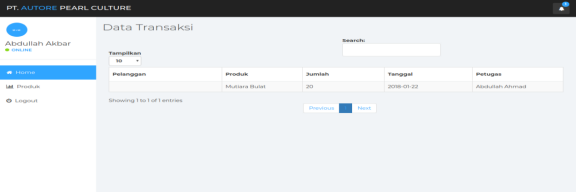 PT. AUTORE PEARL CULTURE
Abdullah Akbar
ONLINE
Home
Produk
Logout
Data Transaksi
Search:
Tampilkan
10
Pelanggan Produk Jumlah Tanggal Petugas
Mutiara Bulat 20 2018-01-22 Abdullah Ahmad
Showing 1 to 1 of 1 entries
Previous 1 Next